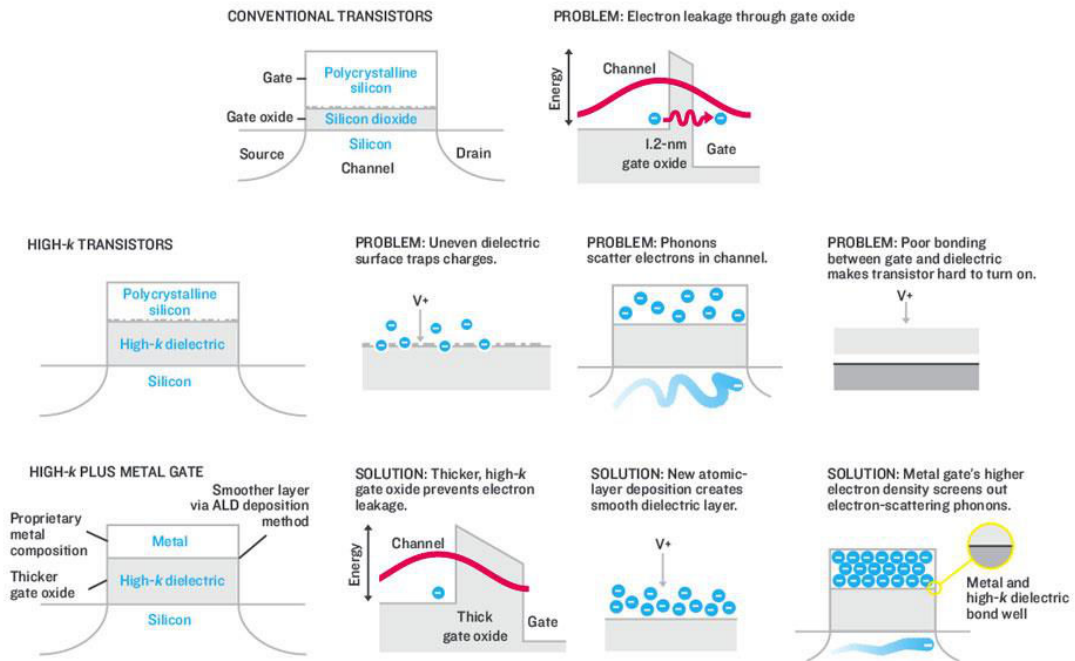 CONVENTIONAL TRANSISTORS
Gate
Polycrystalline
silicon
Gate oxide
Silicon dioxide
Source
Silicon
Channel
Drain
PROBLEM: Electron leakage through gate oxide
Energy
Channel
1.2-nm
gate oxide
Gate
HIGH-k TRANSISTORS
Polycrystalline
silicon
High-k dielectric
Silicon
PROBLEM: Uneven dielectric
surface traps charges.
V+
PROBLEM: Phonons
scatter electrons in channel.
PROBLEM: Poor bonding
between gate and dielectric
makes transistor hard to turn on.
V+
HIGH-k PLUS METAL GATE
Smoother layer
via ALD deposition
method
Proprietary
metal
composition
Metal
Thicker
gate oxide
High-k dielectric
Silicon
SOLUTION: Thicker, high-k
gate oxide prevents electron
leakage.
Energy
Channel
Thick
gate oxide
Gate
SOLUTION: New atomic-
layer deposition creates
smooth dielectric layer.
V+
SOLUTION: Metal gate's higher
electron density screens out
electron-scattering phonons.
Metal and
high-k dielectric
bond well